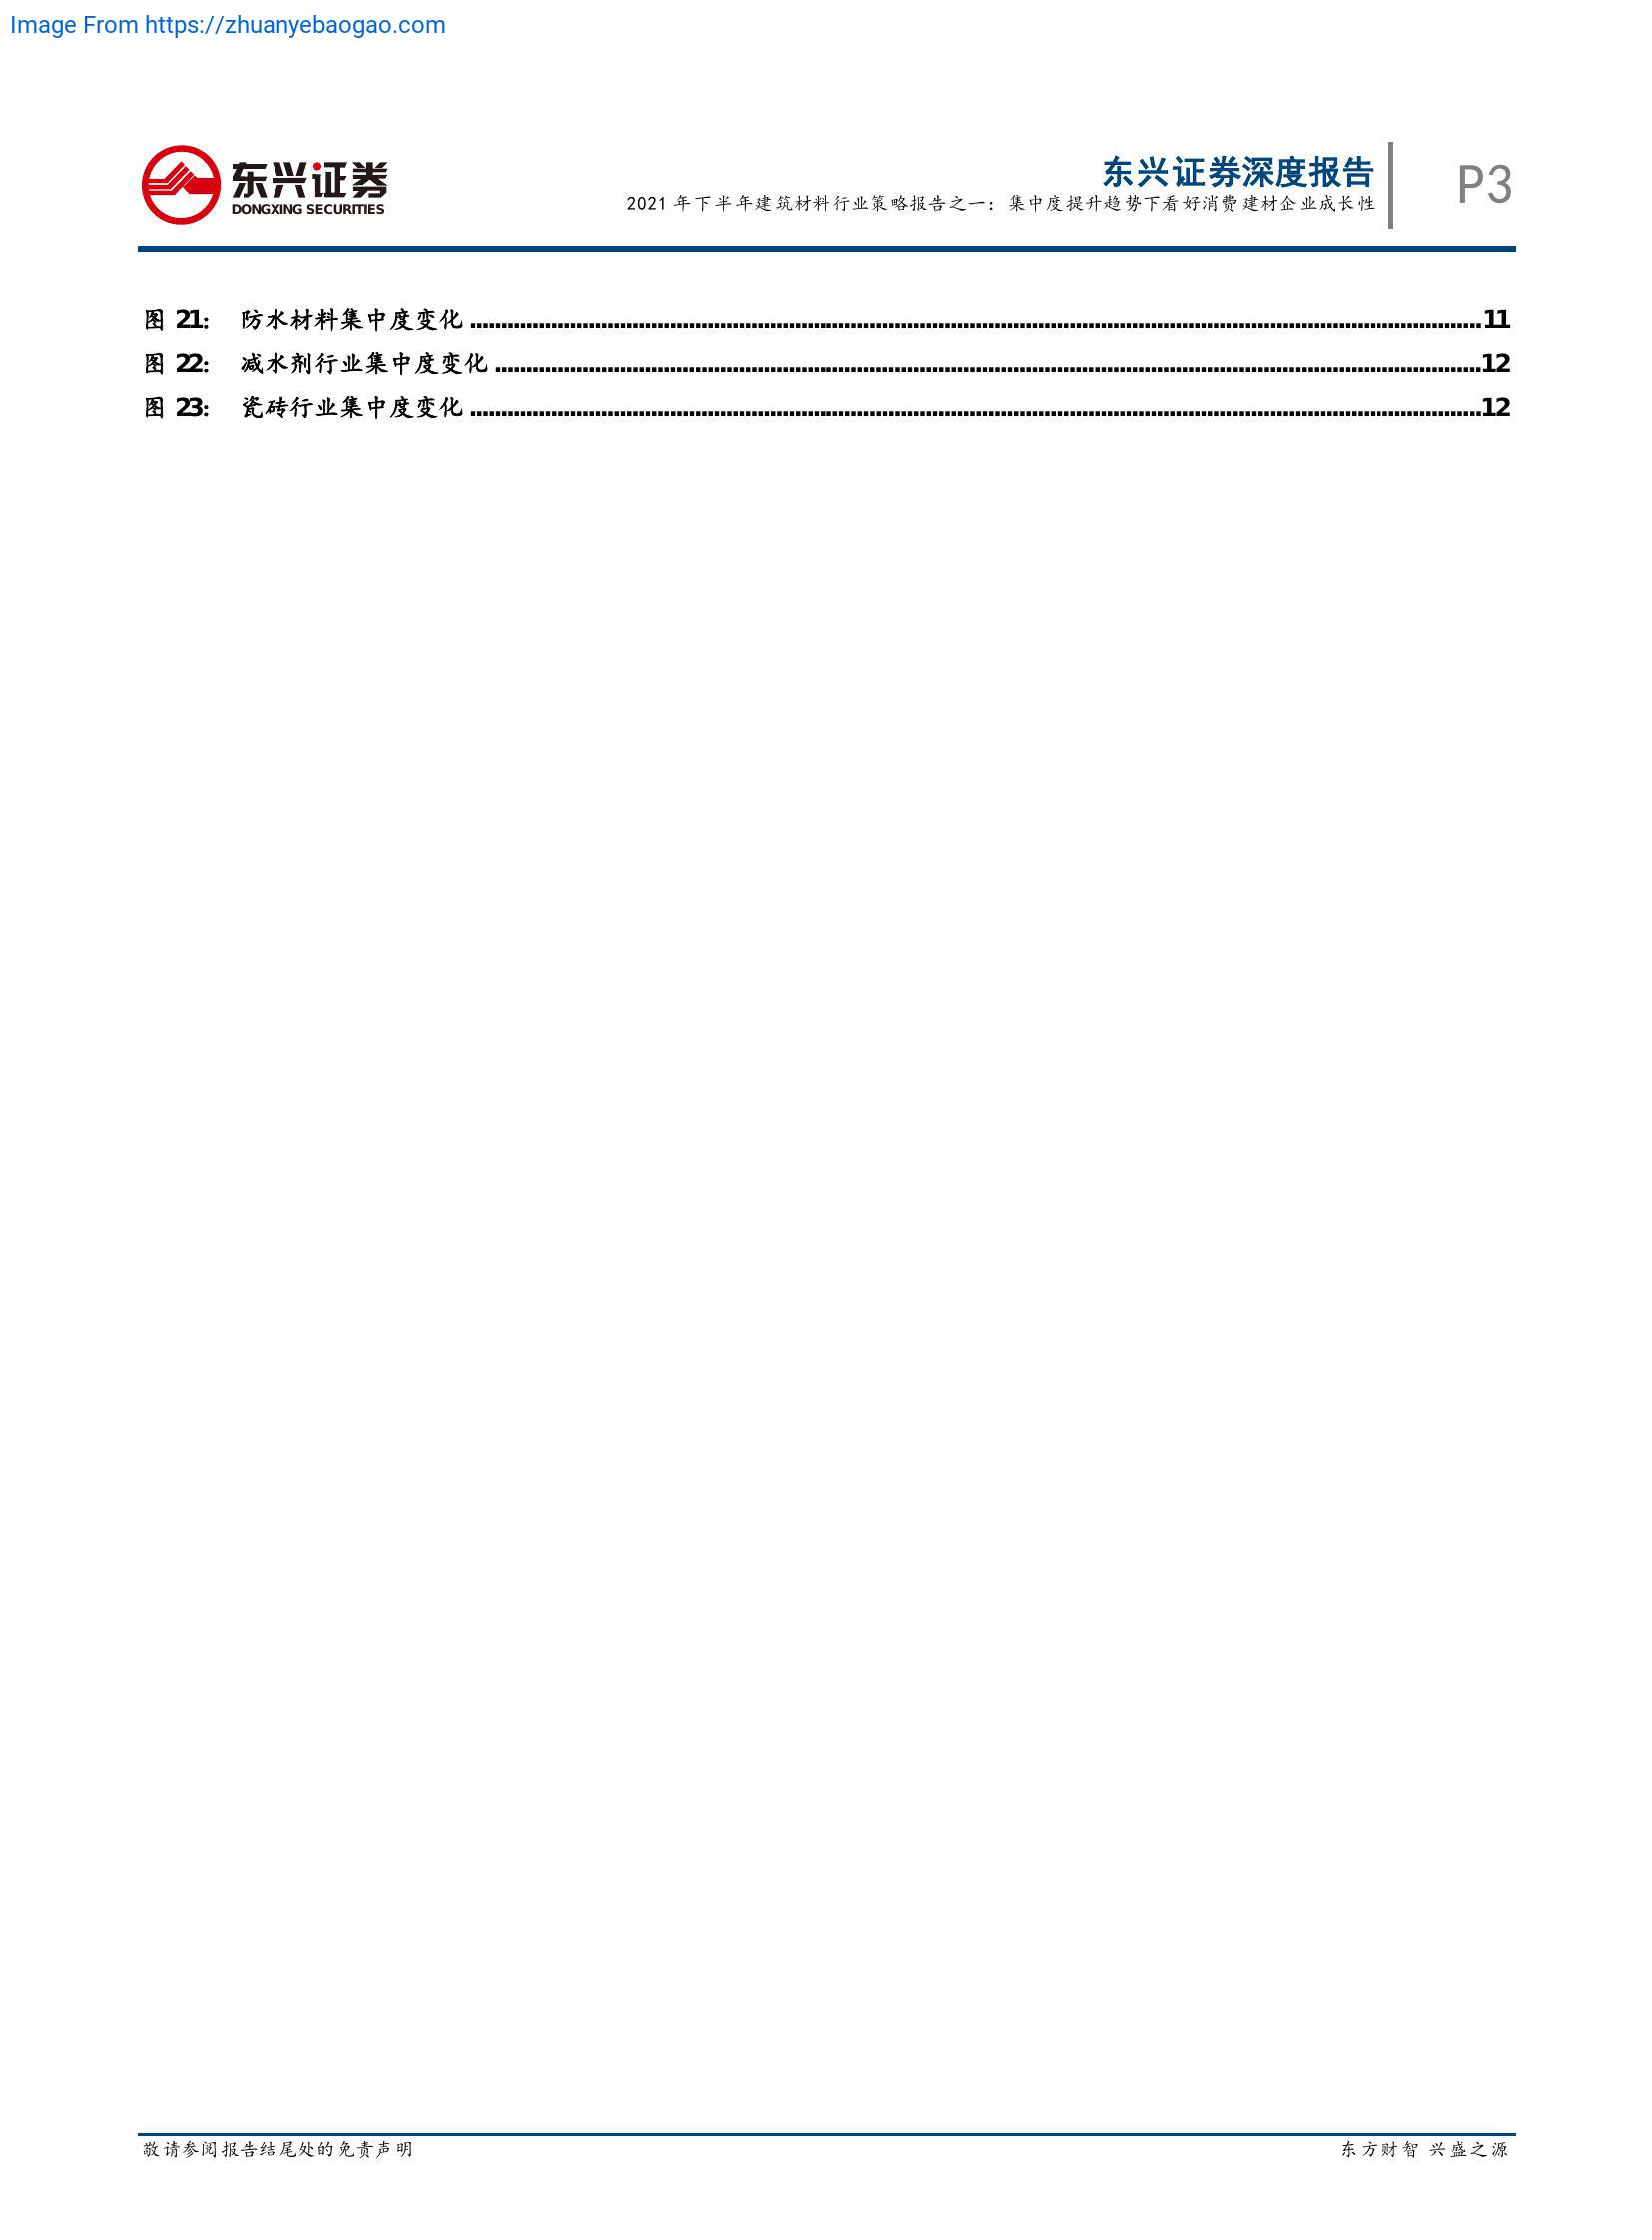 Image From https://zhuanyebaogao.com
东兴证券
DONGXING SECURITIES
东兴证券深度报告
2021 年下半年建筑材料行业策略报告之一：集中度提升趋势下看好消费建材企业成长性
P3
图 21： 防水材料集中度变化 ........ 11
图 22： 减水剂行业集中度变化 ........ 12
图 23： 瓷砖行业集中度变化 ........ 12
敬请参阅报告结尾处的免责声明
东方财智 兴盛之源